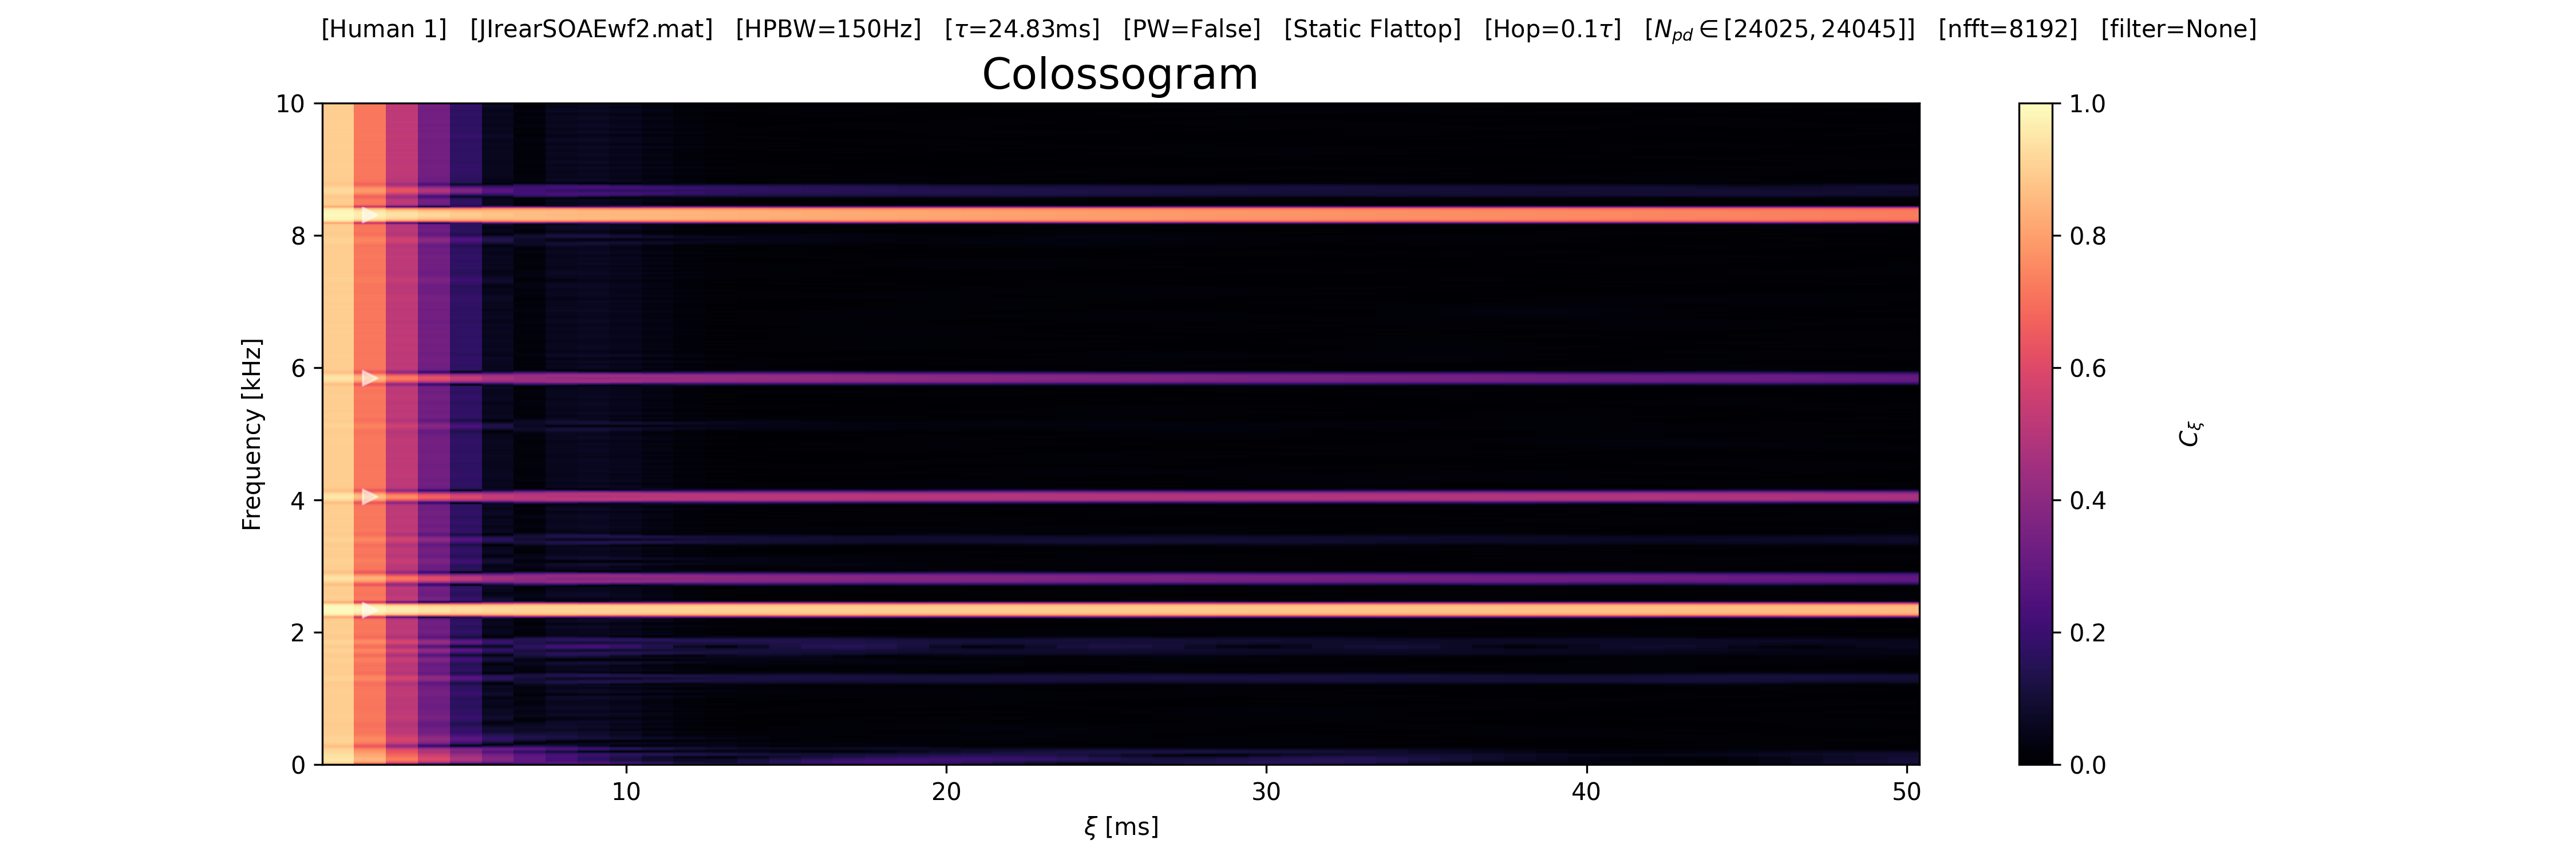 [Human 1] [JIrearSOAEwf2.mat] [HPBW=150Hz] [τ=24.83ms] [PW=False] [Static Flattop] [Hop=0.1τ] [N_pd ∈ [24025, 24045]] [nfft=8192] [filter=None]
Colossogram
10
8
6
4
2
0
Frequency [kHz]
10 20 30 40 50
ξ [ms]
1.0
0.8
0.6
0.4
0.2
0.0
C_ξ